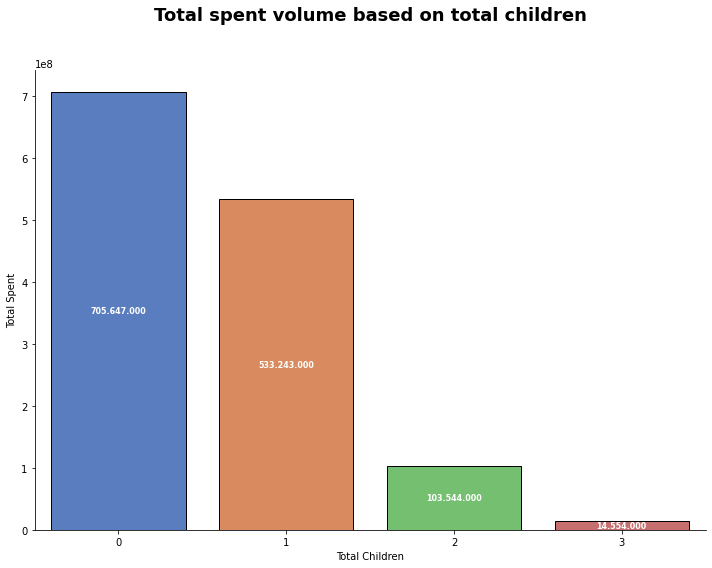 Total spent volume based on total children
1e8
7
6
5
4
3
2
1
0
Total Spent
705.647.000
533.243.000
103.544.000
14.554.000
0 1 2 3
Total Children